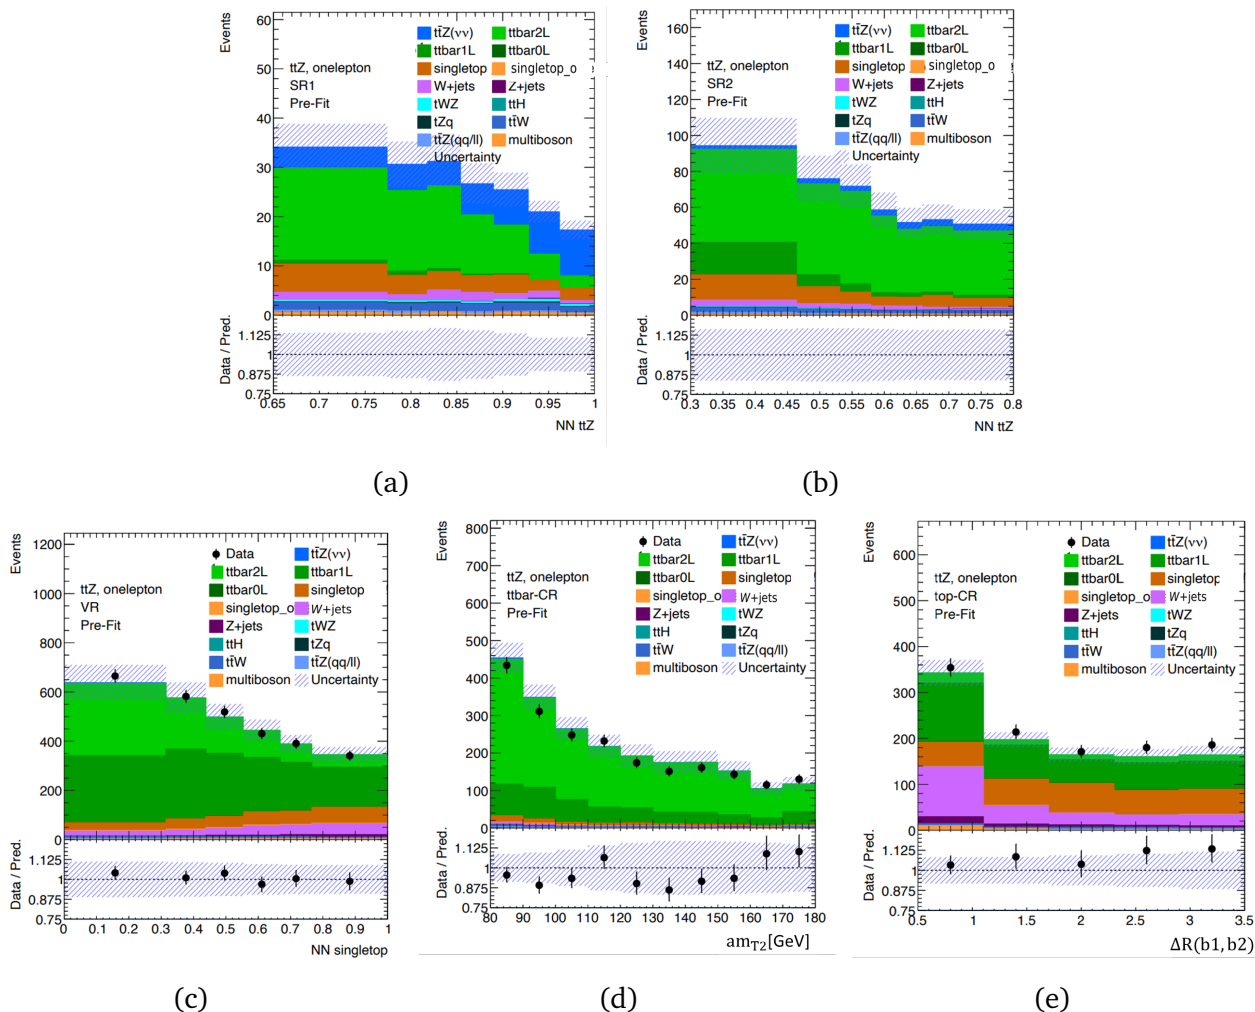 Events
60
50
40
30
20
10
0
ttZ, onelepton
SR1
Pre-Fit
tt̄Z(νν) ttbar2L
ttbar1L ttbar0L
singletop singletop_o
W+jets Z+jets
tWZ ttH
tZq tt̄W
tt̄Z(qq/ll) multiboson
Uncertainty
Data / Pred.
1.125
1
0.875
0.75
0.65 0.7 0.75 0.8 0.85 0.9 0.95 1
NN ttZ
(a)
Events
160
140
120
100
80
60
40
20
0
ttZ, onelepton
SR2
Pre-Fit
tt̄Z(νν) ttbar2L
ttbar1L ttbar0L
singletop singletop_o
W+jets Z+jets
tWZ ttH
tZq tt̄W
tt̄Z(qq/ll) multiboson
Uncertainty
Data / Pred.
1.125
1
0.875
0.75
0.3 0.35 0.4 0.45 0.5 0.55 0.6 0.65 0.7 0.75 0.8
NN ttZ
(b)
Events
1200
1000
800
600
400
200
0
ttZ, onelepton
VR
Pre-Fit
Data tt̄Z(νν)
ttbar2L ttbar1L
ttbar0L singletop
singletop_o W+jets
Z+jets tWZ
ttH tZq
tt̄W tt̄Z(qq/ll)
multiboson Uncertainty
Data / Pred.
1.125
1
0.875
0.75
0 0.1 0.2 0.3 0.4 0.5 0.6 0.7 0.8 0.9 1
NN singletop
(c)
Events
800
700
600
500
400
300
200
100
0
ttZ, onelepton
ttbar-CR
Pre-Fit
Data tt̄Z(νν)
ttbar2L ttbar1L
ttbar0L singletop
singletop_o W+jets
Z+jets tWZ
ttH tZq
tt̄W tt̄Z(qq/ll)
multiboson Uncertainty
Data / Pred.
1.125
1
0.875
0.75
80 90 100 110 120 130 140 150 160 170 180
am_T2[GeV]
(d)
Events
600
500
400
300
200
100
0
ttZ, onelepton
top-CR
Pre-Fit
Data tt̄Z(νν)
ttbar2L ttbar1L
ttbar0L singletop
singletop_o W+jets
Z+jets tWZ
ttH tZq
tt̄W tt̄Z(qq/ll)
multiboson Uncertainty
Data / Pred.
1.125
1
0.875
0.75
0.5 1 1.5 2 2.5 3 3.5
ΔR(b1,b2)
(e)